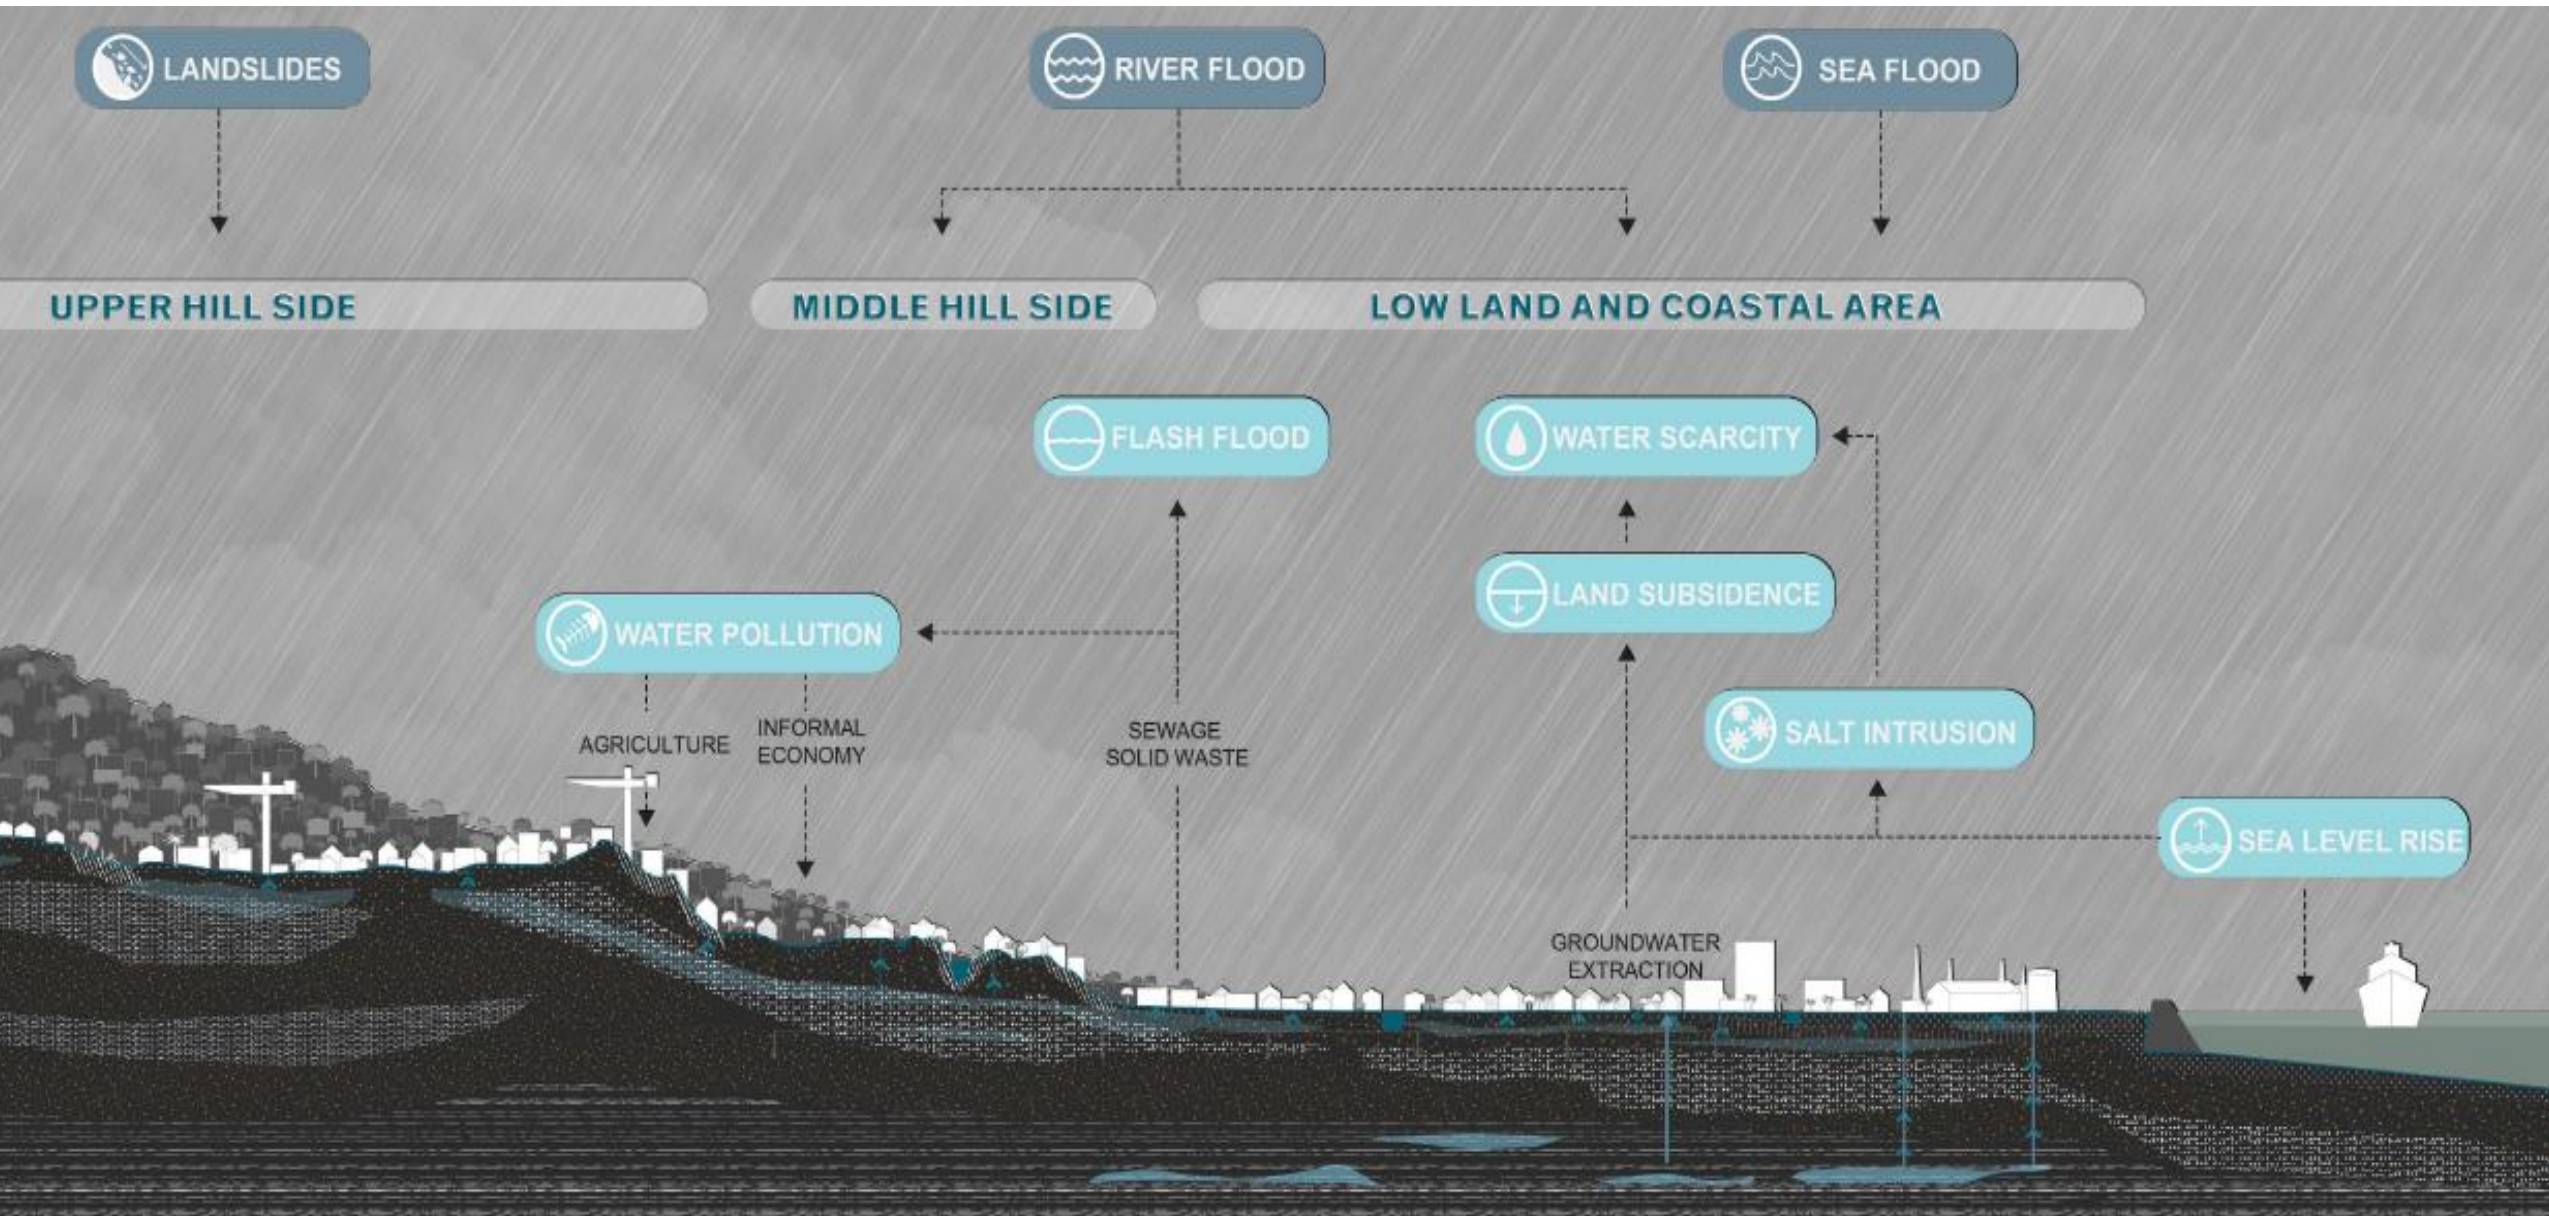 LANDSLIDES
RIVER FLOOD
SEA FLOOD
UPPER HILL SIDE
MIDDLE HILL SIDE
LOW LAND AND COASTAL AREA
FLASH FLOOD
WATER SCARCITY
LAND SUBSIDENCE
WATER POLLUTION
SALT INTRUSION
AGRICULTURE
INFORMAL
ECONOMY
SEWAGE
SOLID WASTE
SEA LEVEL RISE
GROUNDWATER
EXTRACTION